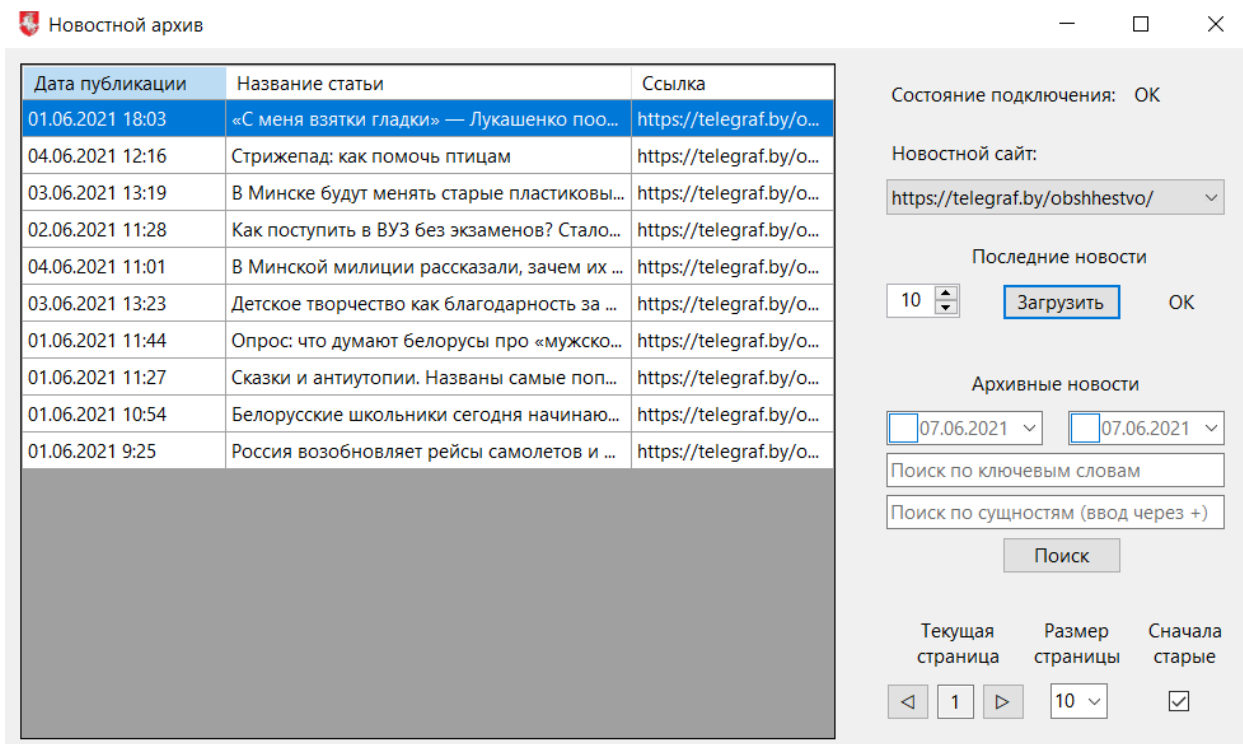 Новостной архив
Дата публикации Название статьи Ссылка
01.06.2021 18:03 «С меня взятки гладки» — Лукашенко поо... https://telegraf.by/o...
04.06.2021 12:16 Стрижепад: как помочь птицам https://telegraf.by/o...
03.06.2021 13:19 В Минске будут менять старые пластиковы... https://telegraf.by/o...
02.06.2021 11:28 Как поступить в ВУЗ без экзаменов? Стало... https://telegraf.by/o...
04.06.2021 11:01 В Минской милиции рассказали, зачем их ... https://telegraf.by/o...
03.06.2021 13:23 Детское творчество как благодарность за ... https://telegraf.by/o...
01.06.2021 11:44 Опрос: что думают белорусы про «мужско... https://telegraf.by/o...
01.06.2021 11:27 Сказки и антиутопии. Названы самые поп... https://telegraf.by/o...
01.06.2021 10:54 Белорусские школьники сегодня начинаю... https://telegraf.by/o...
01.06.2021 9:25 Россия возобновляет рейсы самолетов и ... https://telegraf.by/o...
Состояние подключения: OK
Новостной сайт:
https://telegraf.by/obshhestvo/
Последние новости
10 Загрузить OK
Архивные новости
07.06.2021 07.06.2021
Поиск по ключевым словам
Поиск по сущностям (ввод через +)
Поиск
Текущая Размер Сначала
страница страницы старые
1 10